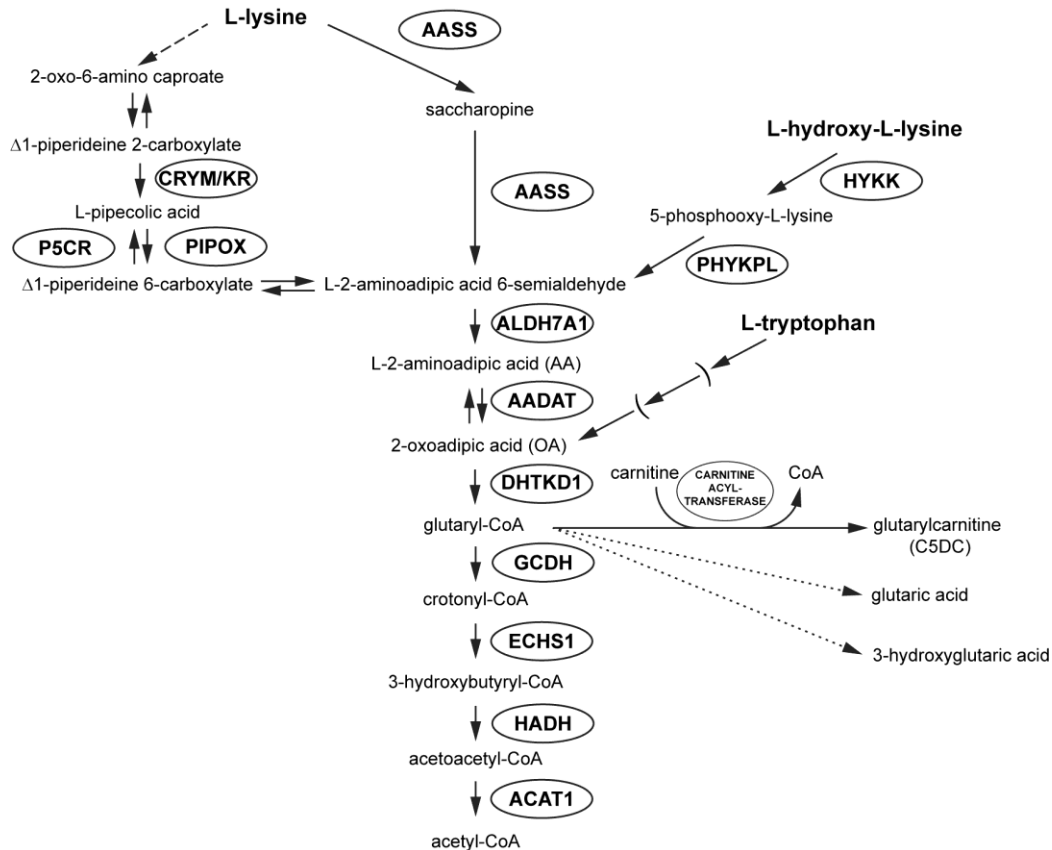 L-lysine
AASS
2-oxo-6-amino caproate
saccharopine
L-hydroxy-L-lysine
Δ1-piperideine 2-carboxylate
CRYM/KR
AASS
HYKK
L-pipecolic acid
5-phosphooxy-L-lysine
P5CR
PIPOX
PHYKPL
Δ1-piperideine 6-carboxylate
L-2-aminoadipic acid 6-semialdehyde
ALDH7A1
L-tryptophan
L-2-aminoadipic acid (AA)
AADAT
2-oxoadipic acid (OA)
DHTKD1
carnitine
CARNITINE
ACYL-
TRANSFERASE
CoA
glutaryl-CoA
glutarylcarnitine
(C5DC)
GCDH
crotonyl-CoA
glutaric acid
ECHS1
3-hydroxyglutaric acid
3-hydroxybutyryl-CoA
HADH
acetoacetyl-CoA
ACAT1
acetyl-CoA